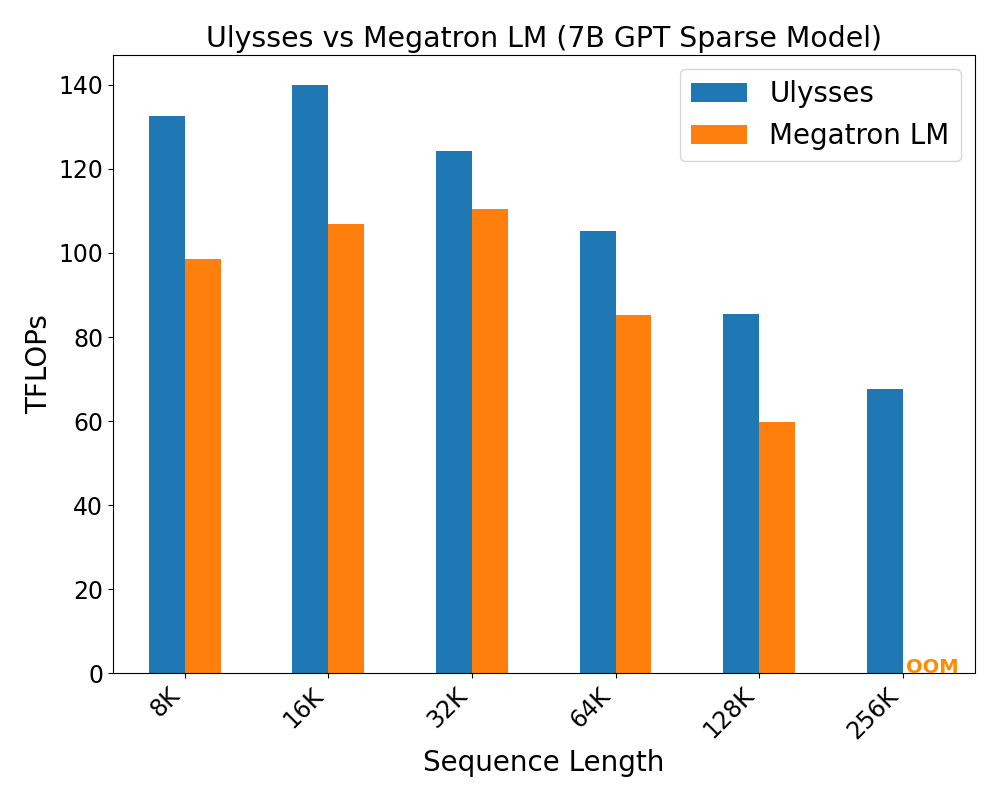 Ulysses vs Megatron LM (7B GPT Sparse Model)
Ulysses
Megatron LM
140
120
100
80
60
40
20
0
TFLOPs
OOM
8K
16K
32K
64K
128K
256K
Sequence Length